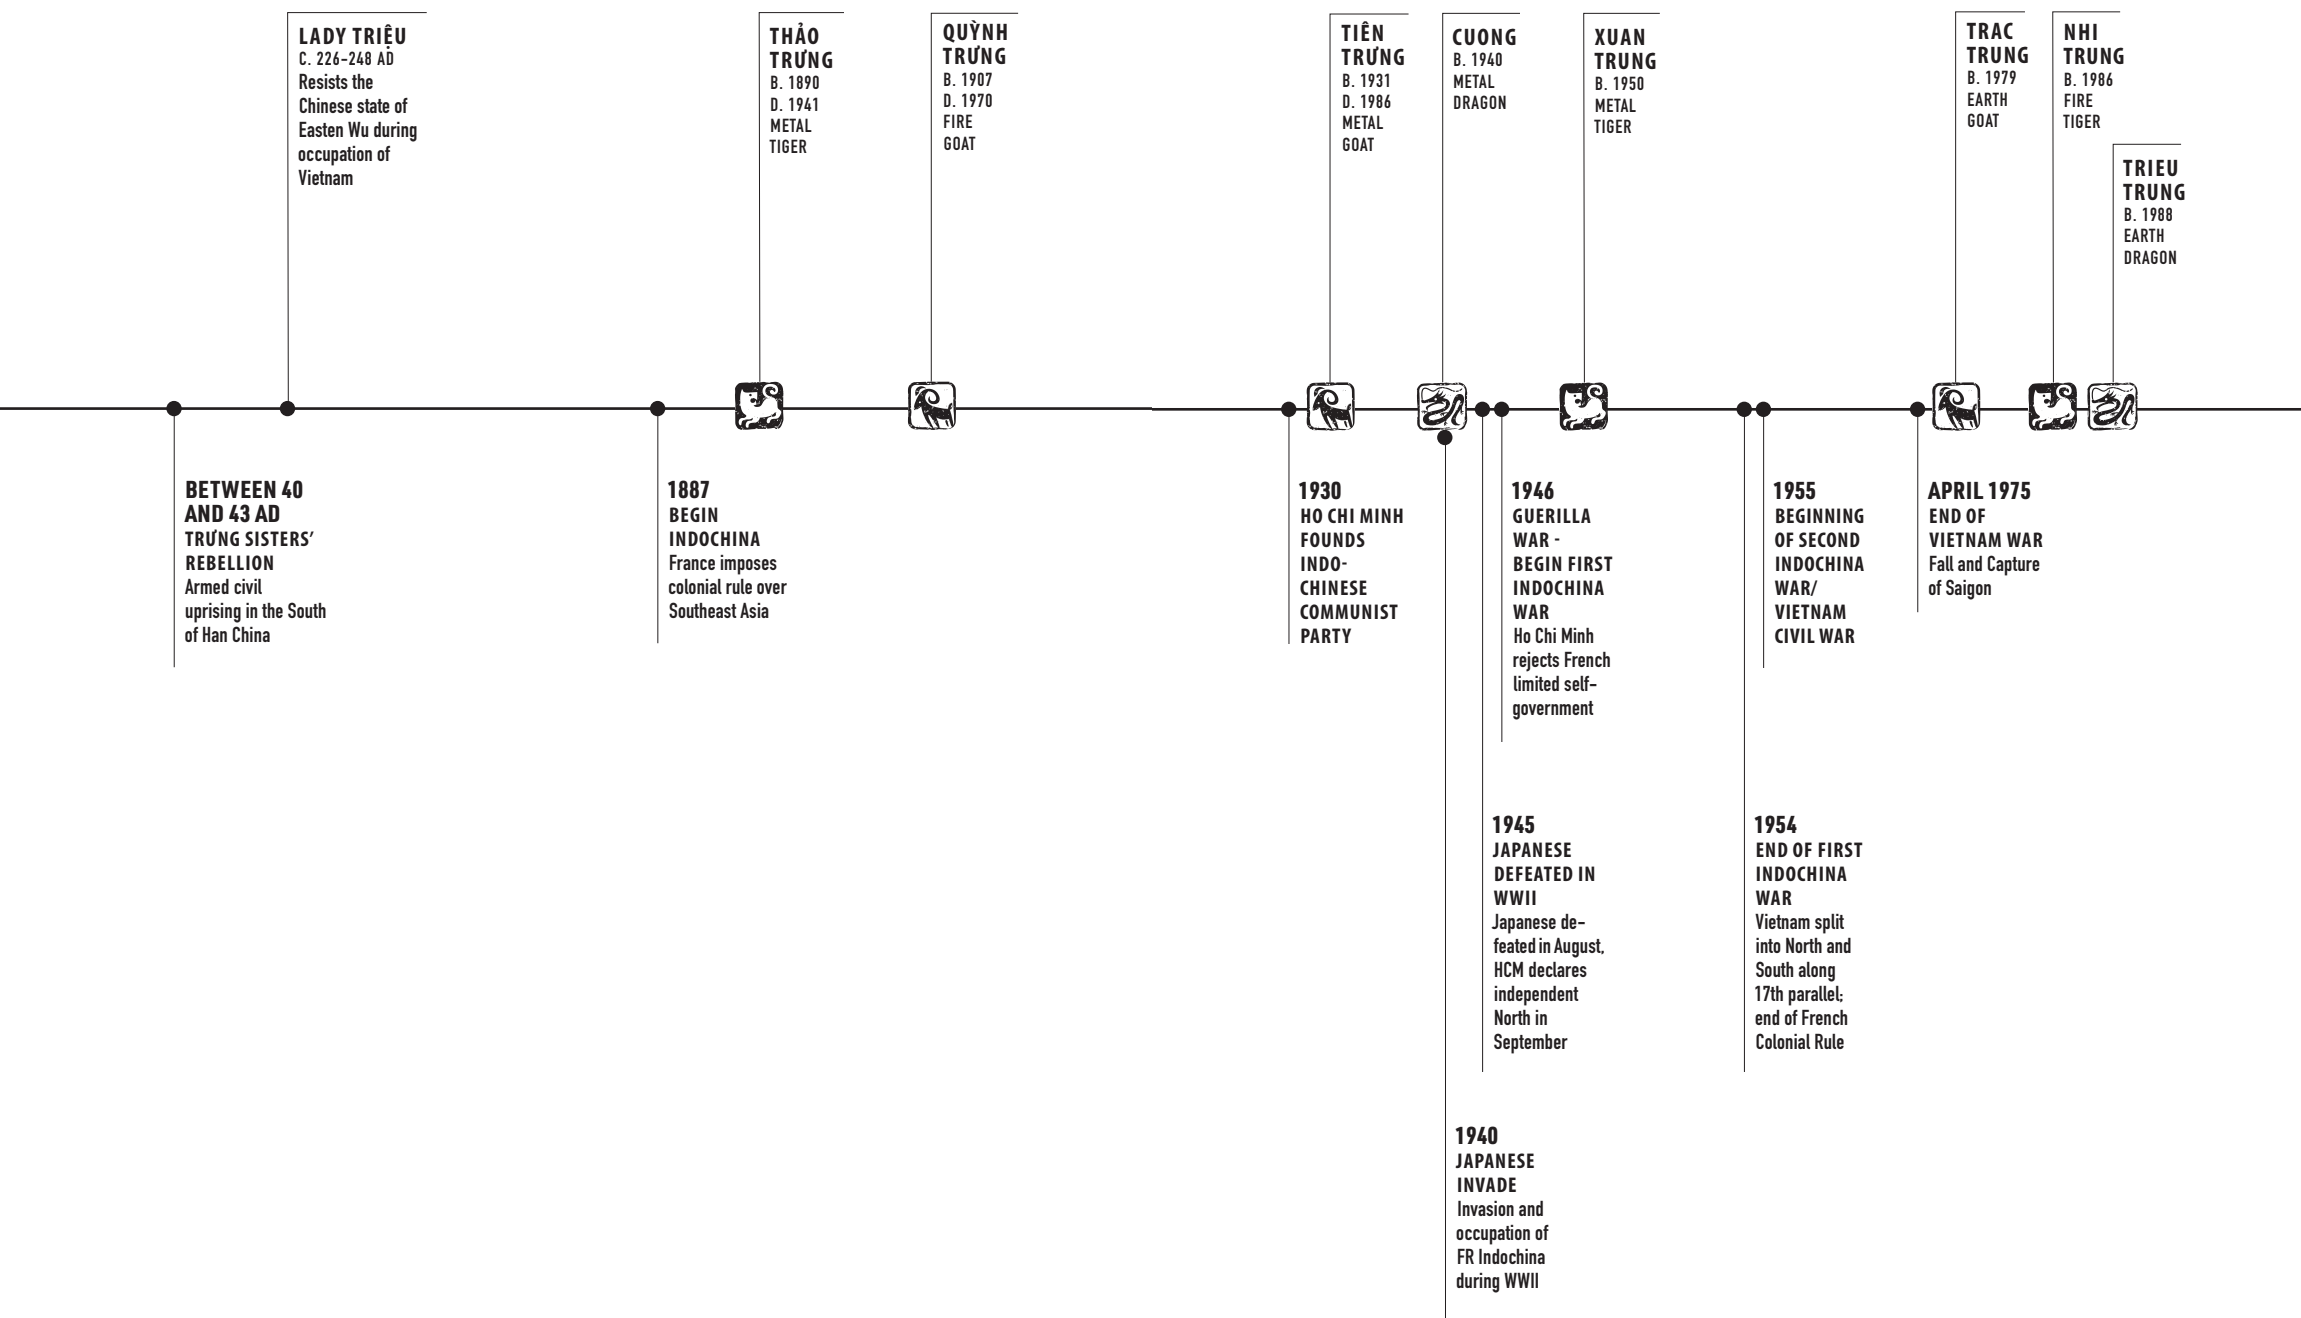 LADY TRIỆU
C. 226-248 AD
Resists the
Chinese state of
Easten Wu during
occupation of
Vietnam
THẢO
TRƯNG
B. 1890
D. 1941
METAL
TIGER
QUỲNH
TRƯNG
B. 1907
D. 1970
FIRE
GOAT
TIÊN
TRƯNG
B. 1931
D. 1986
METAL
GOAT
CUONG
B. 1940
METAL
DRAGON
XUAN
TRUNG
B. 1950
METAL
TIGER
TRAC
TRUNG
B. 1979
EARTH
GOAT
NHI
TRUNG
B. 1986
FIRE
TIGER
TRIEU
TRUNG
B. 1988
EARTH
DRAGON
BETWEEN 40
AND 43 AD
TRƯNG SISTERS’
REBELLION
Armed civil
uprising in the South
of Han China
1887
BEGIN
INDOCHINA
France imposes
colonial rule over
Southeast Asia
1930
HO CHI MINH
FOUNDS
INDO-
CHINESE
COMMUNIST
PARTY
1946
GUERILLA
WAR -
BEGIN FIRST
INDOCHINA
WAR
Ho Chi Minh
rejects French
limited self-
government
1955
BEGINNING
OF SECOND
INDOCHINA
WAR/
VIETNAM
CIVIL WAR
APRIL 1975
END OF
VIETNAM WAR
Fall and Capture
of Saigon
1945
JAPANESE
DEFEATED IN
WWII
Japanese de-
feated in August,
HCM declares
independent
North in
September
1954
END OF FIRST
INDOCHINA
WAR
Vietnam split
into North and
South along
17th parallel;
end of French
Colonial Rule
1940
JAPANESE
INVADE
Invasion and
occupation of
FR Indochina
during WWII